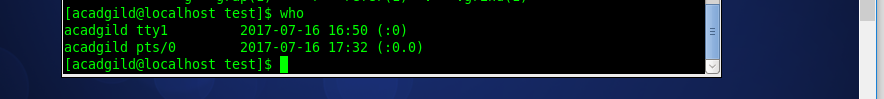 [acadgild@localhost test]$ who
acadgild tty1         2017-07-16 16:50 (:0)
acadgild pts/0        2017-07-16 17:32 (:0.0)
[acadgild@localhost test]$